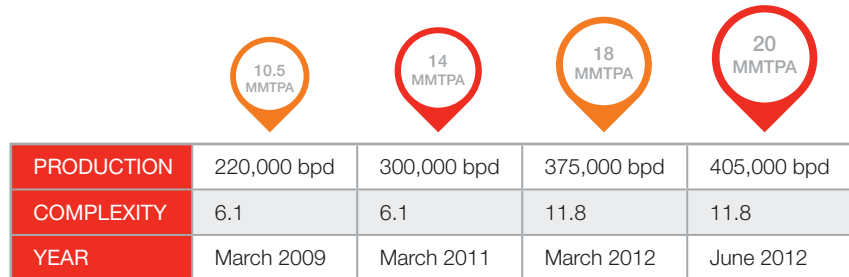 10.5
MMTPA
14
MMTPA
18
MMTPA
20
MMTPA
PRODUCTION 220,000 bpd 300,000 bpd 375,000 bpd 405,000 bpd
COMPLEXITY 6.1 6.1 11.8 11.8
YEAR March 2009 March 2011 March 2012 June 2012